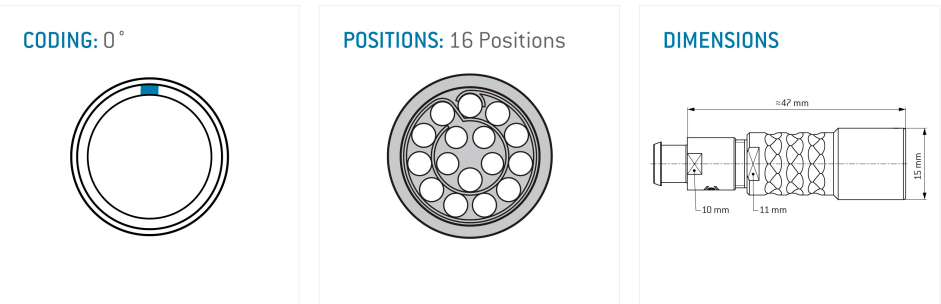 CODING: 0°
POSITIONS: 16 Positions
DIMENSIONS
≈47 mm
15 mm
10 mm
11 mm